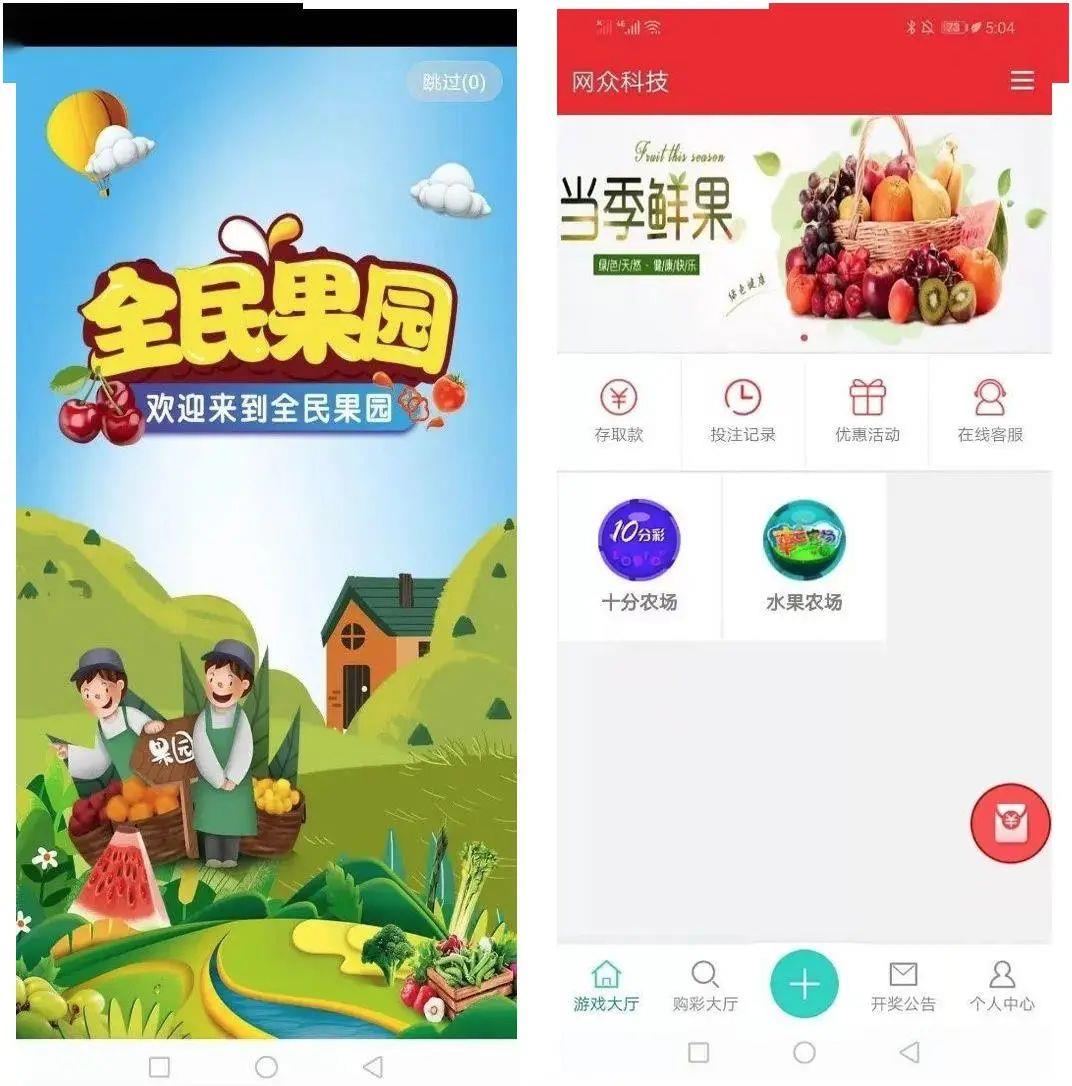 跳过(0)
全民果园
欢迎来到全民果园
果园
5:04
网众科技
Fruit this season
当季鲜果
绿色/天然 · 健康/快乐
绿色健康
存取款
投注记录
优惠活动
在线客服
10分彩
十分农场
水果农场
游戏大厅
购彩大厅
开奖公告
个人中心